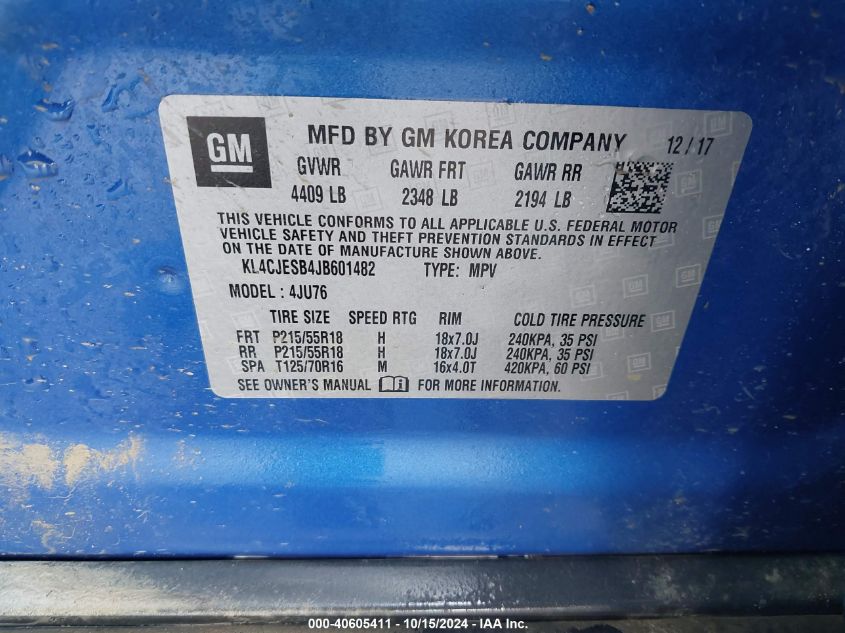 GM
MFD BY GM KOREA COMPANY 12/17
GVWR GAWR FRT GAWR RR
4409 LB 2348 LB 2194 LB
THIS VEHICLE CONFORMS TO ALL APPLICABLE U.S. FEDERAL MOTOR
VEHICLE SAFETY AND THEFT PREVENTION STANDARDS IN EFFECT
ON THE DATE OF MANUFACTURE SHOWN ABOVE.
KL4CJESB4JB601482 TYPE: MPV
MODEL: 4JU76
TIRE SIZE SPEED RTG RIM COLD TIRE PRESSURE
FRT P215/55R18 H 18x7.0J 240KPA, 35 PSI
RR P215/55R18 H 18x7.0J 240KPA, 35 PSI
SPA T125/70R16 M 16x4.0T 420KPA, 60 PSI
SEE OWNER'S MANUAL FOR MORE INFORMATION.
000-40605411 - 10/15/2024 - IAAI, Inc.